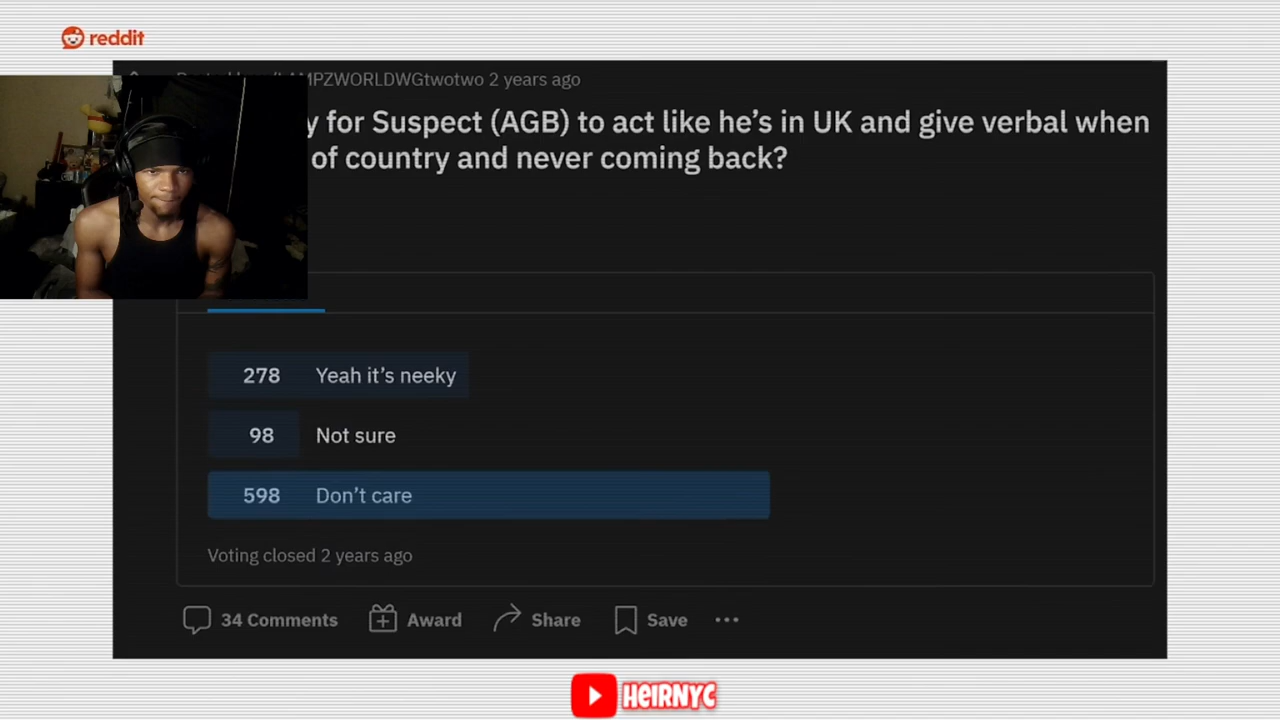 reddit
2 years ago
for Suspect (AGB) to act like he's in UK and give verbal when
of country and never coming back?
278 Yeah it's neeky
98 Not sure
598 Don't care
Voting closed 2 years ago
34 Comments Award Share Save
HEIRNYC